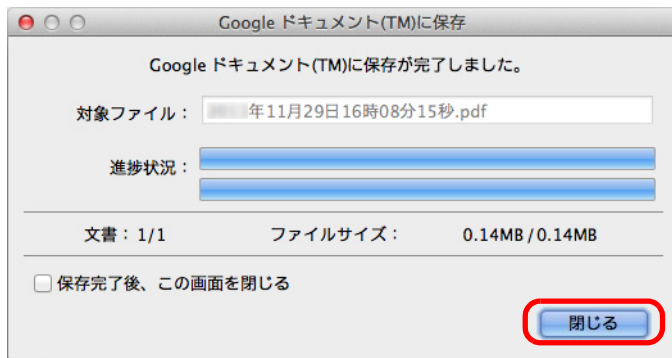 Google ドキュメント(TM)に保存
Google ドキュメント(TM)に保存が完了しました。
対象ファイル： 年11月29日16時08分15秒.pdf
進捗状況：
文書：1/1 ファイルサイズ： 0.14MB/0.14MB
保存完了後、この画面を閉じる
閉じる